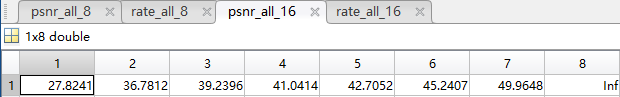 psnr_all_8 rate_all_8 psnr_all_16 rate_all_16
1x8 double
1 2 3 4 5 6 7 8
1 27.8241 36.7812 39.2396 41.0414 42.7052 45.2407 49.9648 Inf